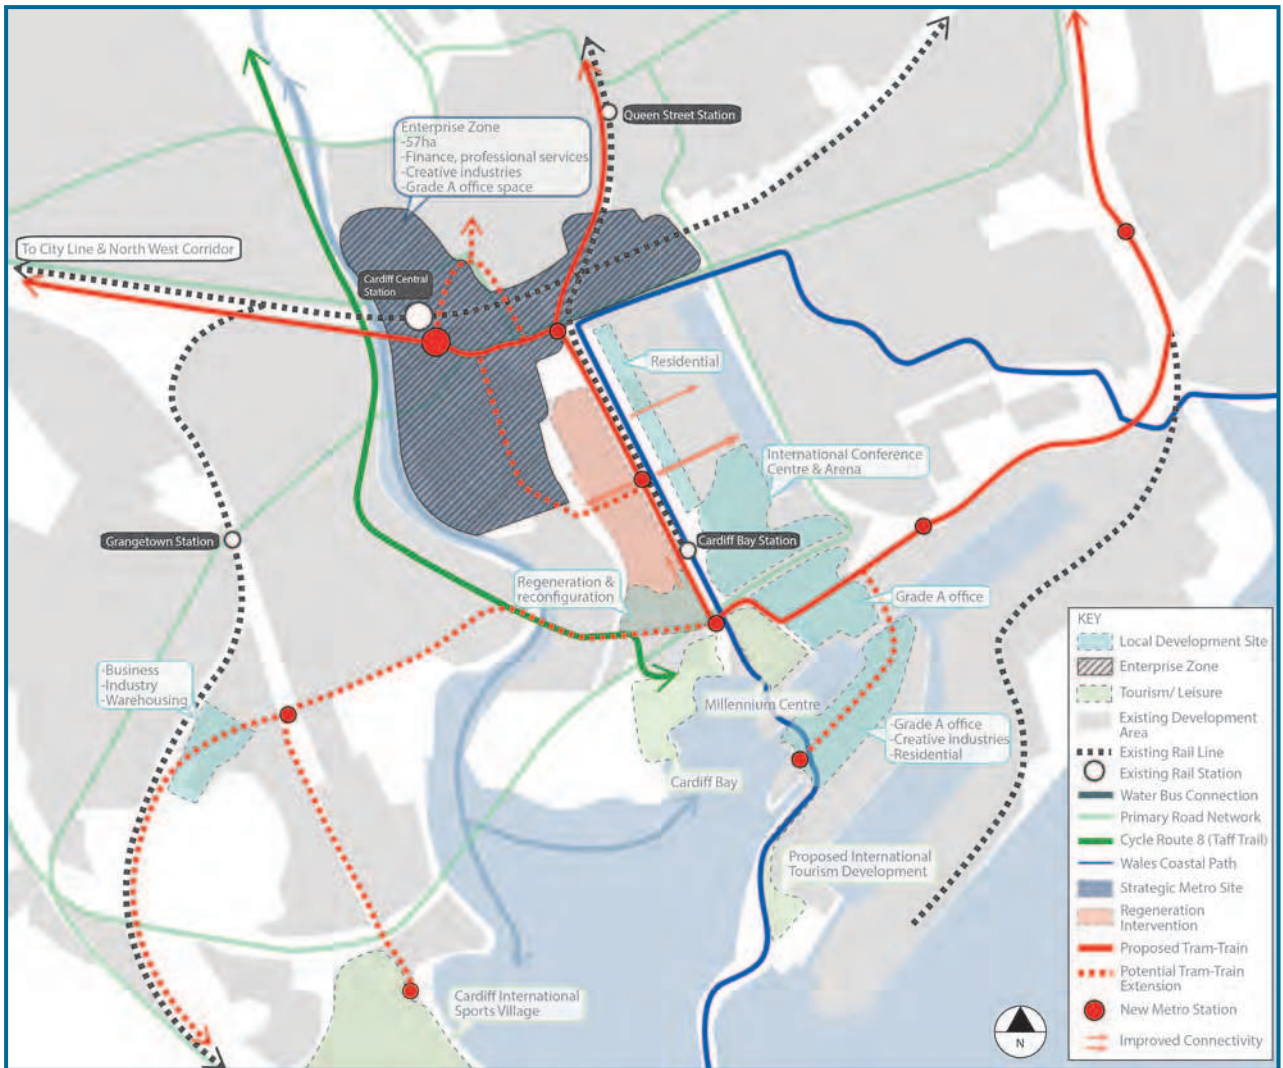 Queen Street Station
Enterprise Zone
-57ha
-Finance, professional services
-Creative industries
-Grade A office space
To City Line & North West Corridor
Cardiff Central
Station
Residential
International Conference
Centre & Arena
Grangetown Station
Cardiff Bay Station
Regeneration &
reconfiguration
Grade A office
-Business
-Industry
-Warehousing
Millennium Centre
-Grade A office
-Creative industries
-Residential
Cardiff Bay
Proposed International
Tourism Development
Cardiff International
Sports Village
N
KEY
Local Development Site
Enterprise Zone
Tourism/ Leisure
Existing Development
Area
Existing Rail Line
Existing Rail Station
Water Bus Connection
Primary Road Network
Cycle Route 8 (Taff Trail)
Wales Coastal Path
Strategic Metro Site
Regeneration
Intervention
Proposed Tram-Train
Potential Tram-Train
Extension
New Metro Station
Improved Connectivity